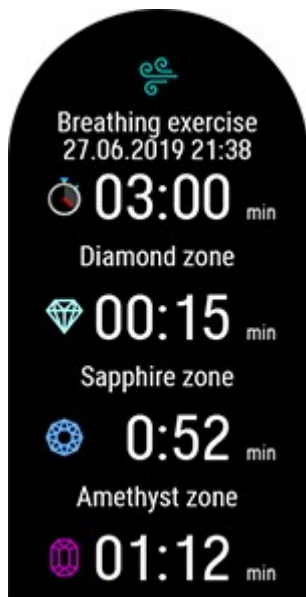 Breathing exercise
27.06.2019 21:38
03:00 min
Diamond zone
00:15 min
Sapphire zone
0:52 min
Amethyst zone
01:12 min